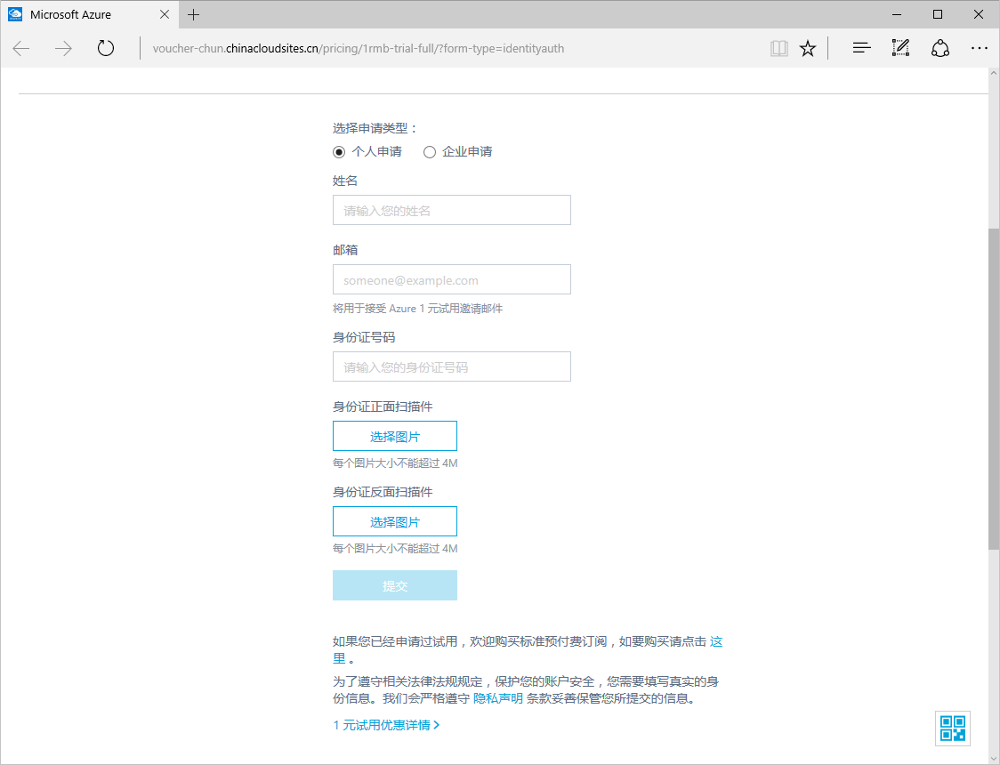 Microsoft Azure
voucher-chun.chinacloudsites.cn/pricing/1rmb-trial-full/?form-type=identityauth
选择申请类型：
个人申请 企业申请
姓名
请输入您的姓名
邮箱
someone@example.com
将用于接受 Azure 1 元试用邀请邮件
身份证号码
请输入您的身份证号码
身份证正面扫描件
选择图片
每个图片大小不能超过 4M
身份证反面扫描件
选择图片
每个图片大小不能超过 4M
提交
如果您已经申请过试用，欢迎购买标准预付费订阅，如要购买请点击 这
里 。
为了遵守相关法律法规规定，保护您的账户安全，您需要填写真实的身
份信息。我们会严格遵守 隐私声明 条款妥善保管您所提交的信息。
1 元试用优惠详情